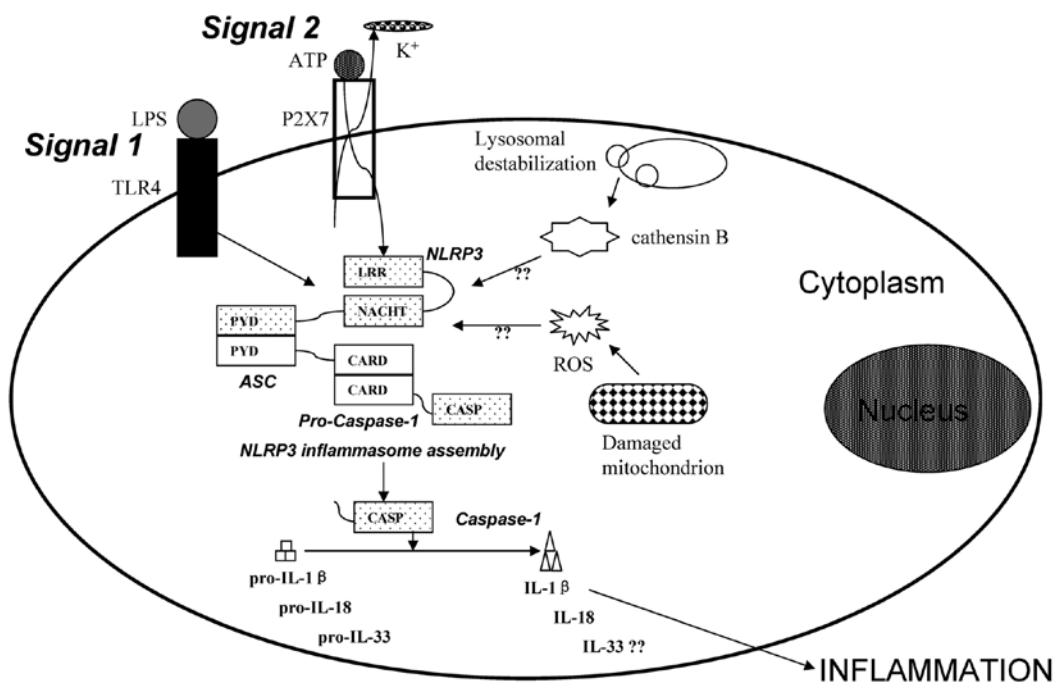 Signal 2
K+
ATP
LPS
P2X7
Signal 1
TLR4
Lysosomal
destabilization
cathensin B
NLRP3
LRR
??
NACHT
Cytoplasm
PYD
??
ROS
PYD
CARD
ASC
CARD
Nucleus
CASP
Pro-Caspase-1
Damaged
mitochondrion
NLRP3 inflammasome assembly
CASP
Caspase-1
pro-IL-1 β
IL-1 β
pro-IL-18
IL-18
pro-IL-33
IL-33 ??
INFLAMMATION